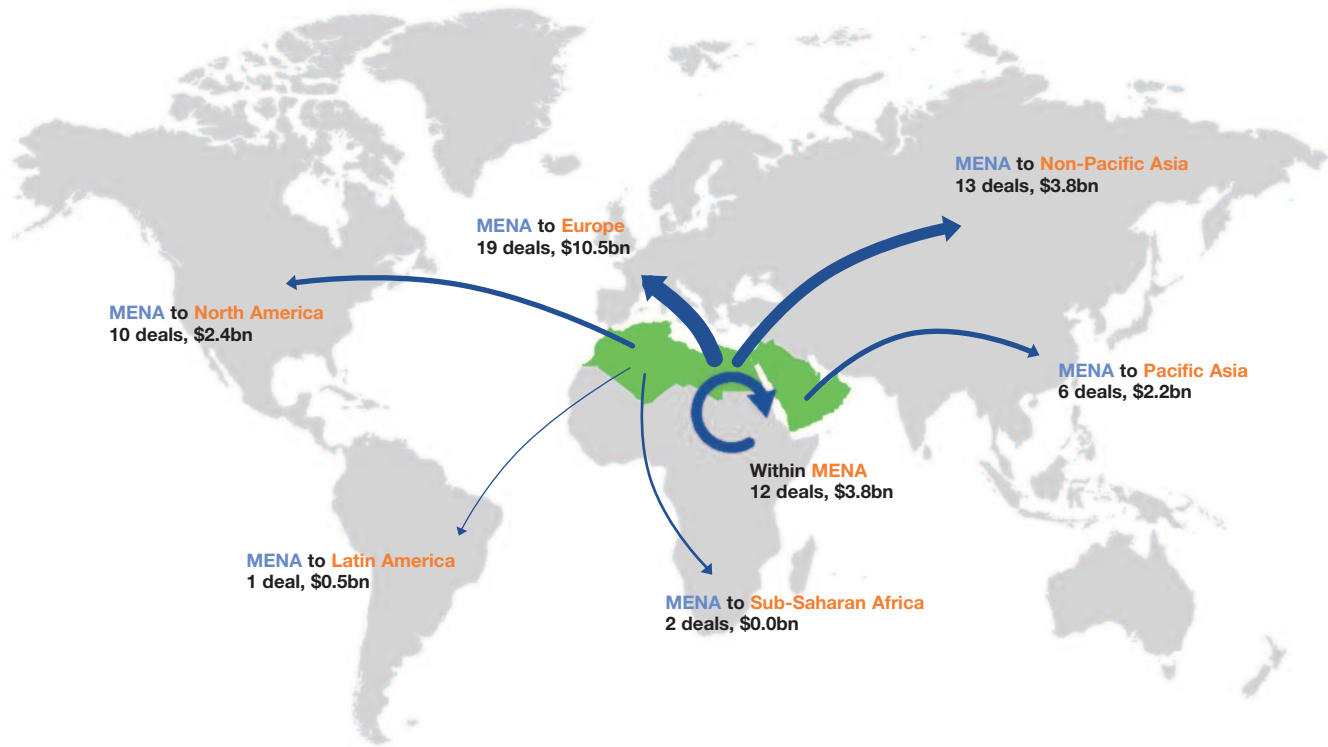 MENA to Non-Pacific Asia
13 deals, $3.8bn
MENA to Europe
19 deals, $10.5bn
MENA to North America
10 deals, $2.4bn
MENA to Pacific Asia
6 deals, $2.2bn
Within MENA
12 deals, $3.8bn
MENA to Latin America
1 deal, $0.5bn
MENA to Sub-Saharan Africa
2 deals, $0.0bn